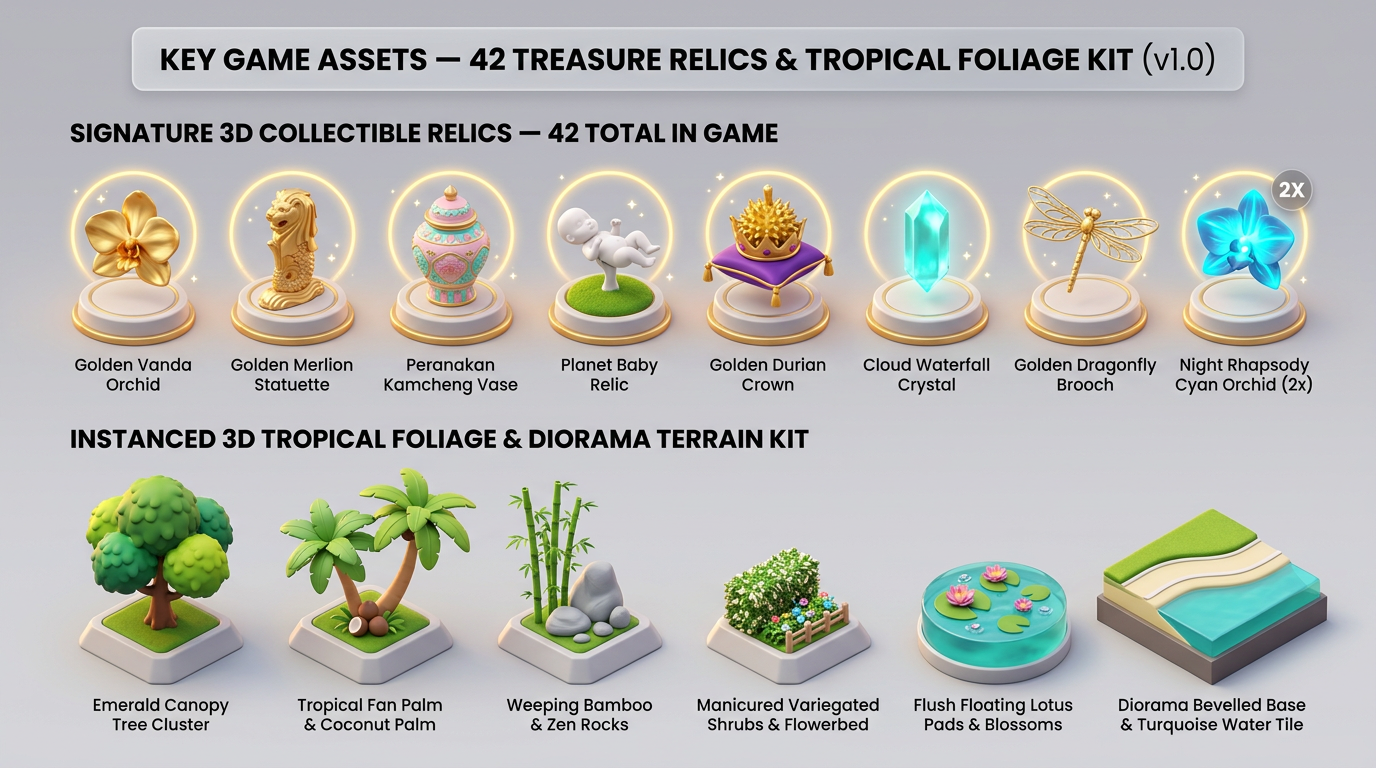 KEY GAME ASSETS — 42 TREASURE RELICS & TROPICAL FOLIAGE KIT (v1.0)
SIGNATURE 3D COLLECTIBLE RELICS — 42 TOTAL IN GAME
2X
Golden Vanda
Orchid
Golden Merlion
Statuette
Peranakan
Kamcheng Vase
Planet Baby
Relic
Golden Durian
Crown
Cloud Waterfall
Crystal
Golden Dragonfly
Brooch
Night Rhapsody
Cyan Orchid (2x)
INSTANCED 3D TROPICAL FOLIAGE & DIORAMA TERRAIN KIT
Emerald Canopy
Tree Cluster
Tropical Fan Palm
& Coconut Palm
Weeping Bamboo
& Zen Rocks
Manicured Variegated
Shrubs & Flowerbed
Flush Floating Lotus
Pads & Blossoms
Diorama Bevelled Base
& Turquoise Water Tile